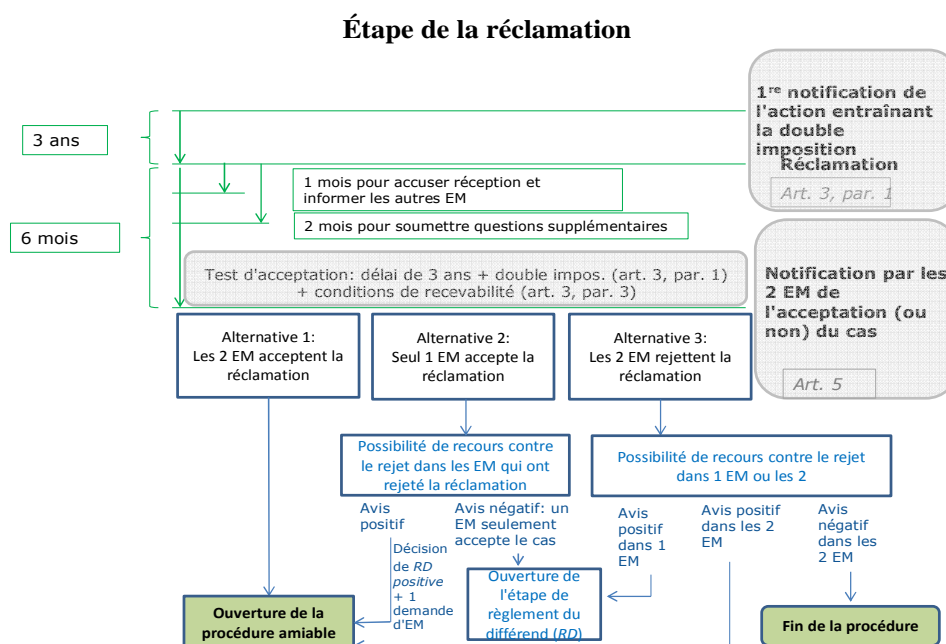 Étape de la réclamation
1re notification de
l'action entraînant
la double
imposition
Réclamation
Art. 3, par. 1
3 ans
1 mois pour accuser réception et
informer les autres EM
2 mois pour soumettre questions supplémentaires
6 mois
Test d'acceptation: délai de 3 ans + double impos. (art. 3, par. 1)
+ conditions de recevabilité (art. 3, par. 3)
Notification par les
2 EM de
l'acceptation (ou
non) du cas
Art. 5
Alternative 1:
Les 2 EM acceptent la
réclamation
Alternative 2:
Seul 1 EM accepte la
réclamation
Alternative 3:
Les 2 EM rejettent la
réclamation
Possibilité de recours contre
le rejet dans les EM qui ont
rejeté la réclamation
Possibilité de recours contre le rejet
dans 1 EM ou les 2
Avis
positif
Avis négatif: un
EM seulement
accepte le cas
Avis
positif
dans 1
EM
Avis positif
dans les 2
EM
Avis
négatif
dans les
2 EM
Décision
de RD
positive
+ 1
demande
d'EM
Ouverture de la
procédure amiable
Ouverture de
l'étape de
règlement du
différend (RD)
Fin de la procédure